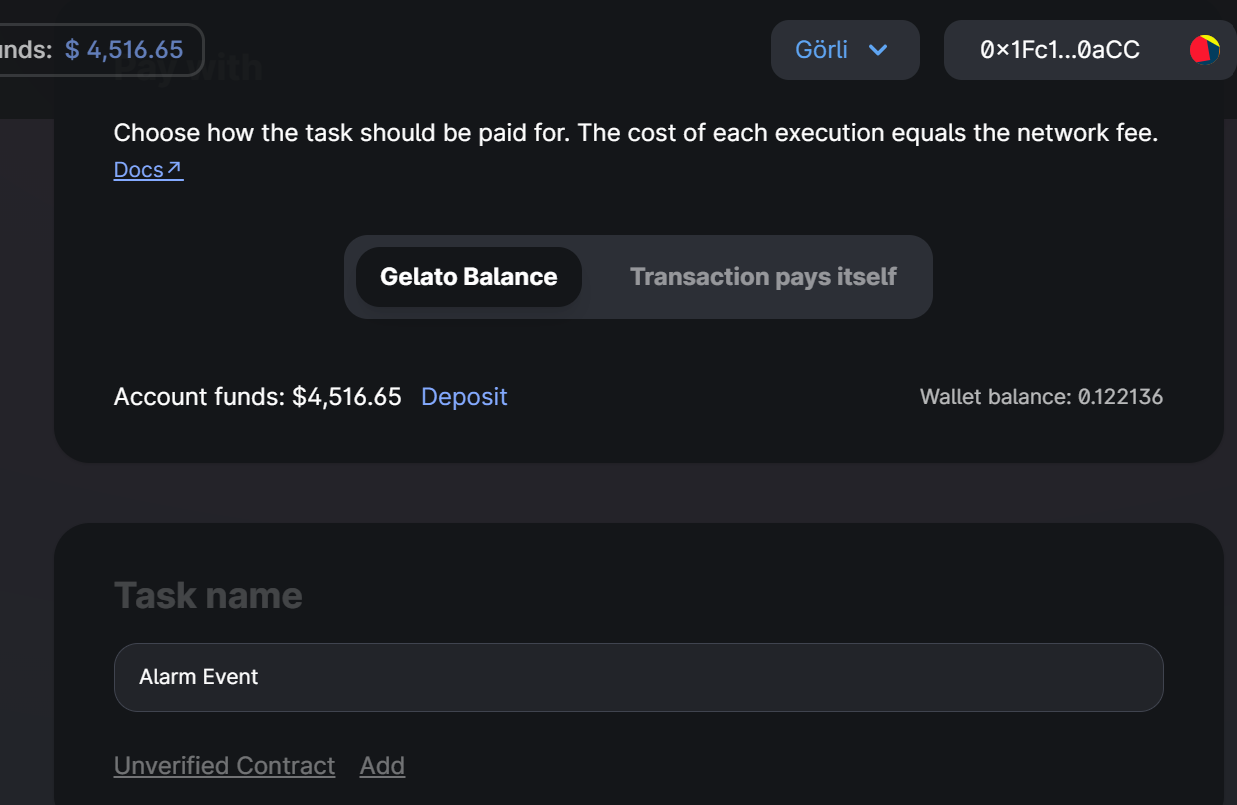 unds: $ 4,516.65
Görli
0×1Fc1...0aCC
Pay with
Choose how the task should be paid for. The cost of each execution equals the network fee.
Docs↗
Gelato Balance
Transaction pays itself
Account funds: $4,516.65 Deposit
Wallet balance: 0.122136
Task name
Alarm Event
Unverified Contract Add